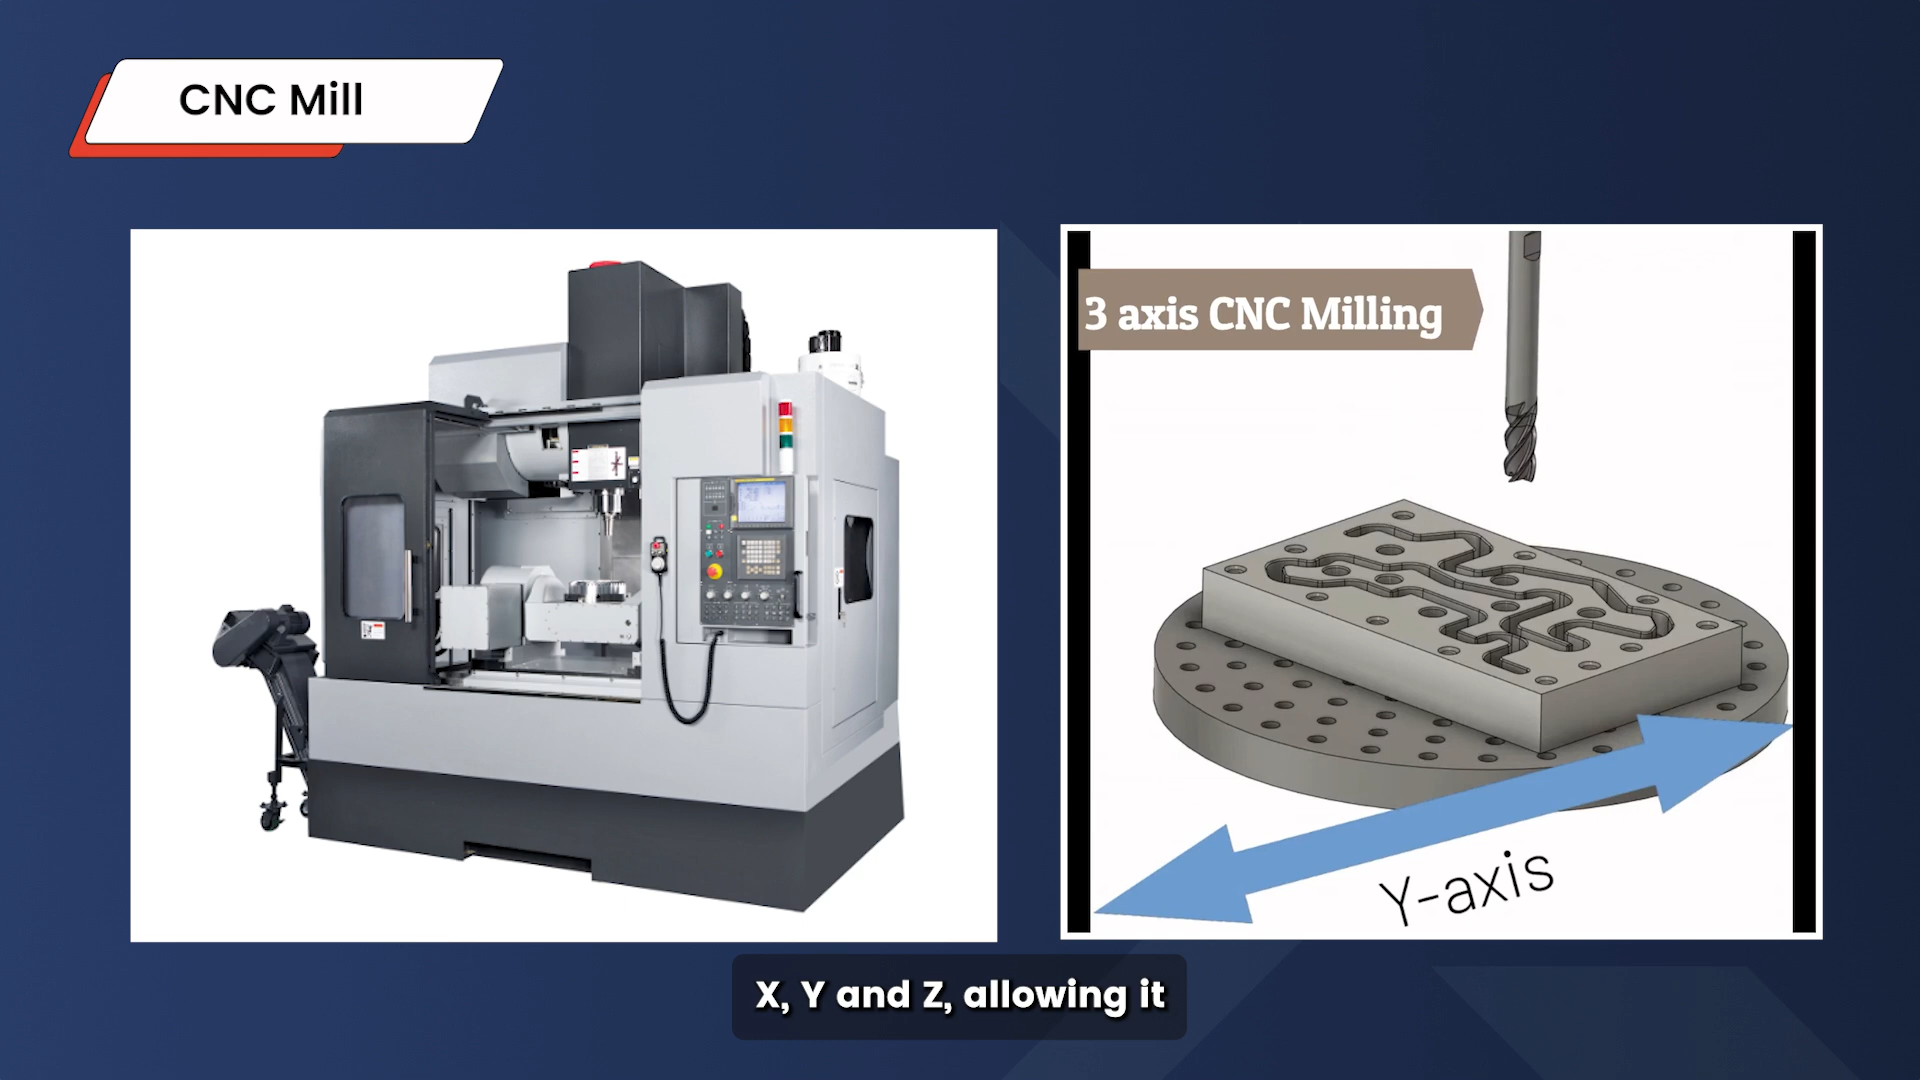 CNC Mill
3 axis CNC Milling
Y-axis
X, Y and Z, allowing it